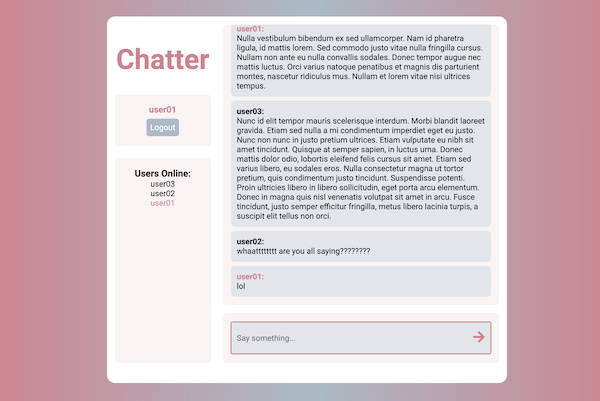 Chatter
user01
Logout
Users Online:
user03
user02
user01
user01:
Nulla vestibulum bibendum ex sed ullamcorper. Nam id pharetra
ligula, id mattis lorem. Sed commodo justo vitae nulla fringilla cursus.
Nullam non ante eu nulla convallis sodales. Donec tempor augue nec
mattis luctus. Orci varius natoque penatibus et magnis dis parturient
montes, nascetur ridiculus mus. Nullam et lorem vitae nisi ultrices
tempus.
user03:
Nunc id elit tempor mauris scelerisque interdum. Morbi blandit laoreet
gravida. Etiam sed nulla a mi condimentum imperdiet eget eu justo.
Nunc non nunc in justo pretium ultrices. Etiam vulputate eu nibh sit
amet tincidunt. Quisque at semper sapien, in luctus urna. Donec
mattis dolor odio, lobortis eleifend felis cursus sit amet. Etiam sed
varius libero, eu sodales eros. Nulla consectetur magna ut tortor
pretium, quis condimentum justo tincidunt. Suspendisse potenti.
Proin ultricies libero in libero sollicitudin, eget porta arcu elementum.
Donec in magna quis nisl venenatis volutpat sit amet in arcu. Fusce
tincidunt, justo semper efficitur fringilla, metus libero lacinia turpis, a
suscipit elit tellus non orci.
user02:
whaatttttttt are you all saying????????
user01:
lol
Say something...